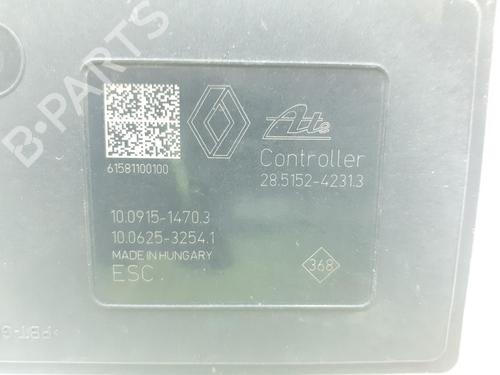 B-PARTS
Ate
61581100100
Controller
28.5152-4231.3
10.0915-1470.3
10.0625-3254.1
MADE IN HUNGARY
ESC
368